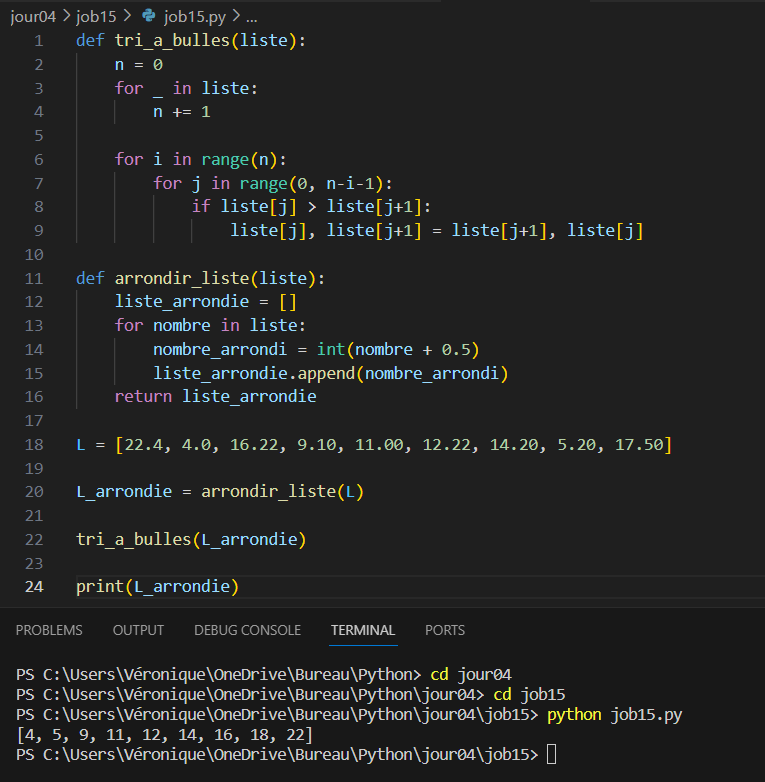 jour04 > job15 > job15.py > ...
1 def tri_a_bulles(liste):
2     n = 0
3     for _ in liste:
4         n += 1
5
6     for i in range(n):
7         for j in range(0, n-i-1):
8             if liste[j] > liste[j+1]:
9                 liste[j], liste[j+1] = liste[j+1], liste[j]
10
11 def arrondir_liste(liste):
12     liste_arrondie = []
13     for nombre in liste:
14         nombre_arrondi = int(nombre + 0.5)
15         liste_arrondie.append(nombre_arrondi)
16     return liste_arrondie
17
18 L = [22.4, 4.0, 16.22, 9.10, 11.00, 12.22, 14.20, 5.20, 17.50]
19
20 L_arrondie = arrondir_liste(L)
21
22 tri_a_bulles(L_arrondie)
23
24 print(L_arrondie)
PROBLEMS OUTPUT DEBUG CONSOLE TERMINAL PORTS
PS C:\Users\Véronique\OneDrive\Bureau\Python> cd jour04
PS C:\Users\Véronique\OneDrive\Bureau\Python\jour04> cd job15
PS C:\Users\Véronique\OneDrive\Bureau\Python\jour04\job15> python job15.py
[4, 5, 9, 11, 12, 14, 16, 18, 22]
PS C:\Users\Véronique\OneDrive\Bureau\Python\jour04\job15>